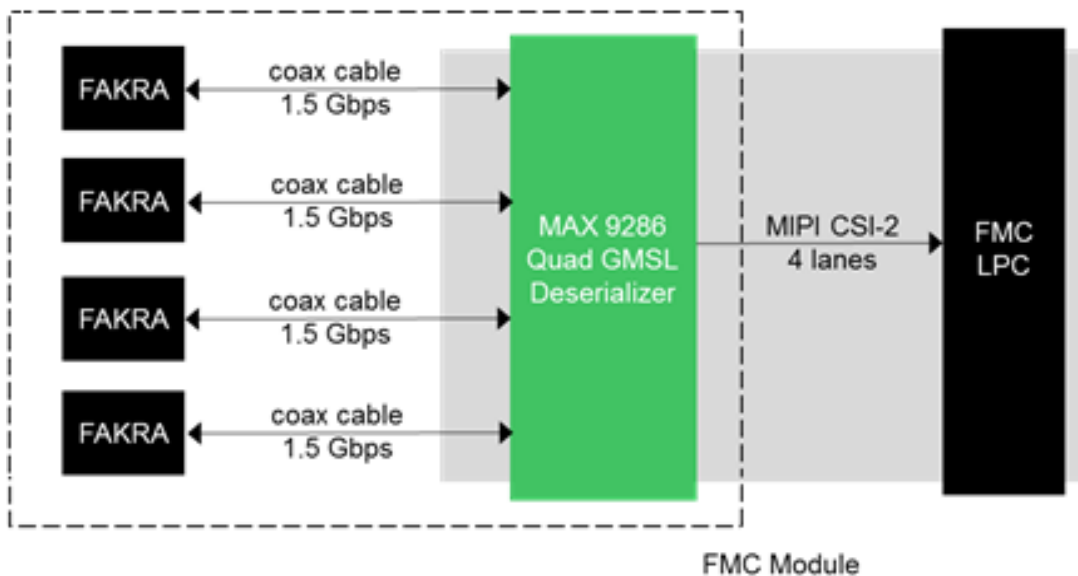 FAKRA
coax cable
1.5 Gbps
FAKRA
coax cable
1.5 Gbps
FAKRA
coax cable
1.5 Gbps
FAKRA
coax cable
1.5 Gbps
MAX 9286
Quad GMSL
Deserializer
MIPI CSI-2
4 lanes
FMC
LPC
FMC Module